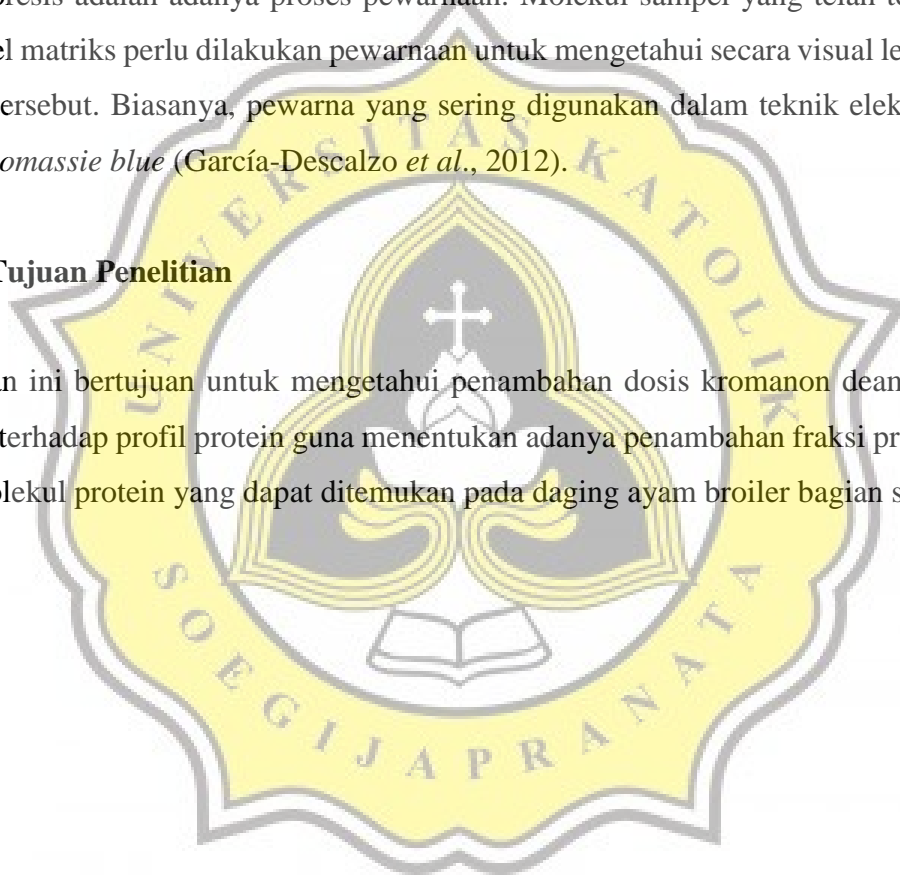 oresis adalah adanya proses pewarnaan. Molekul sampel yang telah te
el matriks perlu dilakukan pewarnaan untuk mengetahui secara visual le
ersebut. Biasanya, pewarna yang sering digunakan dalam teknik elek
omassie blue (García-Descalzo et al., 2012).
Tujuan Penelitian
an ini bertujuan untuk mengetahui penambahan dosis kromanon dean
terhadap profil protein guna menentukan adanya penambahan fraksi pr
olekul protein yang dapat ditemukan pada daging ayam broiler bagian s
UNIVERSITAS KATOLIK
SOEGIJAPRANATA